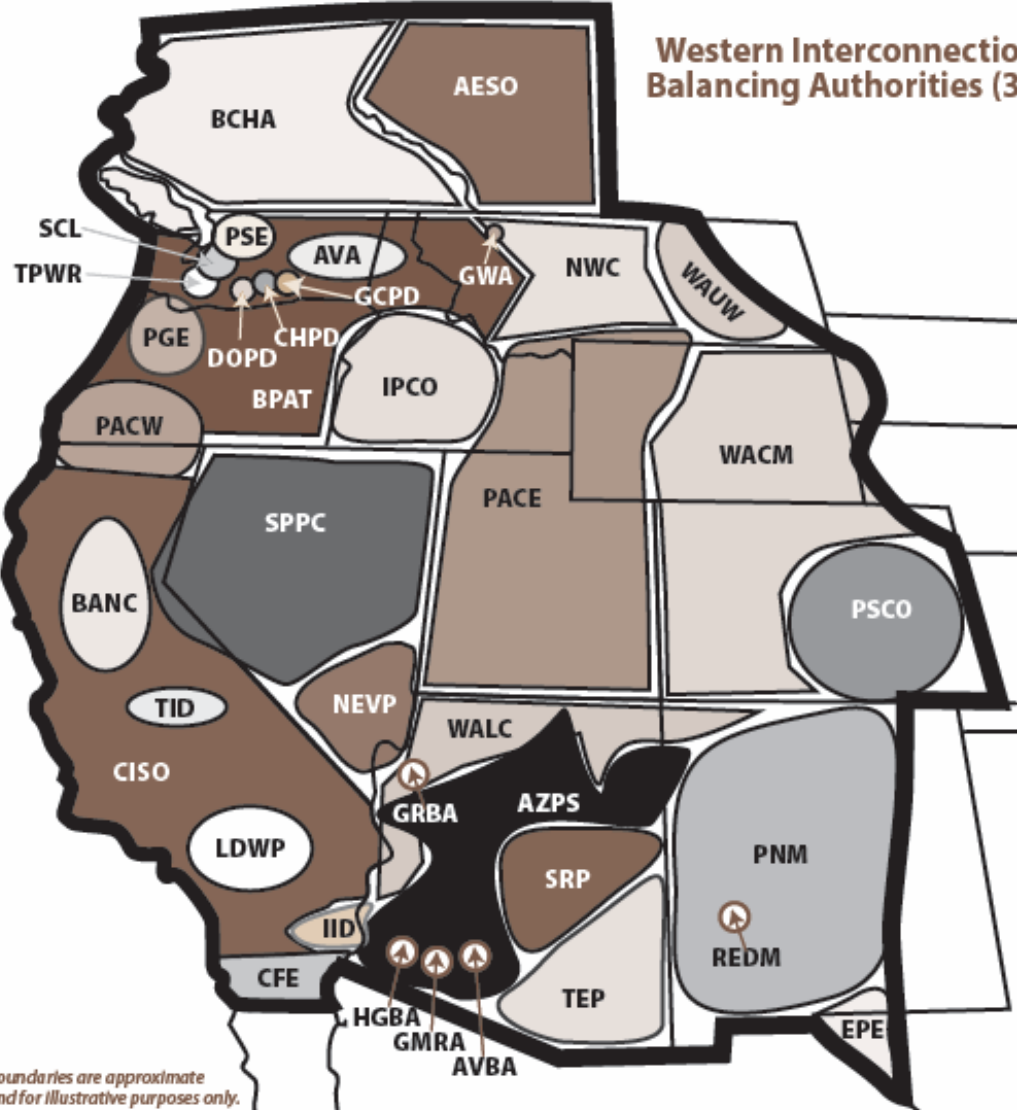 Western Interconnectio
Balancing Authorities (3
AESO
BCHA
SCL
PSE
TPWR
AVA
GWA
NWC
WAUW
GCPD
PGE
CHPD
DOPD
BPAT
IPCO
PACW
WACM
PACE
SPPC
BANC
PSCO
TID
NEVP
WALC
CISO
GRBA
AZPS
LDWP
PNM
SRP
IID
REDM
CFE
TEP
HGBA
GMRA
EPE
AVBA
oundaries are approximate
nd for illustrative purposes only.